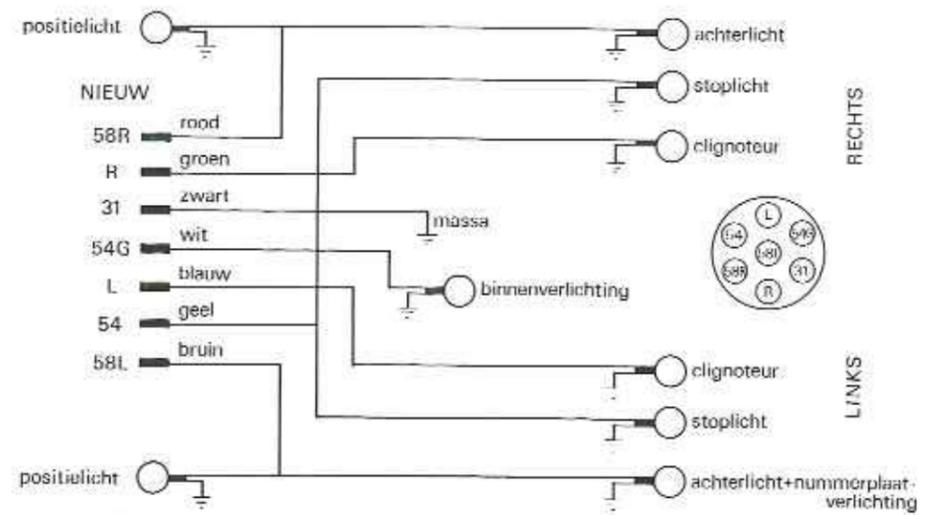 positielicht
achterlicht
stoplicht
NIEUW
RECHTS
58R rood
clignoteur
R groen
31 zwart
massa
54G wit
L blauw
binnenverlichting
54 geel
58L bruin
L
54 54G
58L
58R 31
R
clignoteur
LINKS
stoplicht
positielicht
achterlicht+nummerplaat-
verlichting